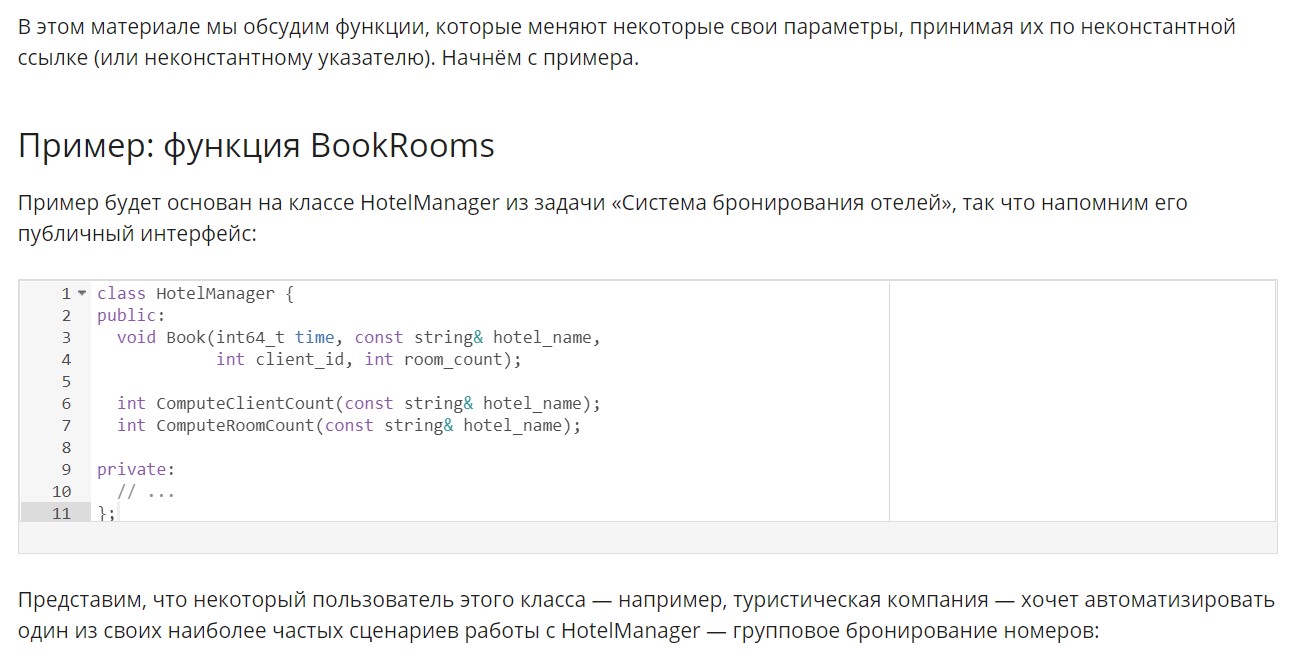 В этом материале мы обсудим функции, которые меняют некоторые свои параметры, принимая их по неконстантной
ссылке (или неконстантному указателю). Начнём с примера.
Пример: функция BookRooms
Пример будет основан на классе HotelManager из задачи «Система бронирования отелей», так что напомним его
публичный интерфейс:
1 class HotelManager {
2 public:
3   void Book(int64_t time, const string& hotel_name,
4             int client_id, int room_count);
5
6   int ComputeClientCount(const string& hotel_name);
7   int ComputeRoomCount(const string& hotel_name);
8
9 private:
10   // ...
11 };
Представим, что некоторый пользователь этого класса — например, туристическая компания — хочет автоматизировать
один из своих наиболее частых сценариев работы с HotelManager — групповое бронирование номеров: